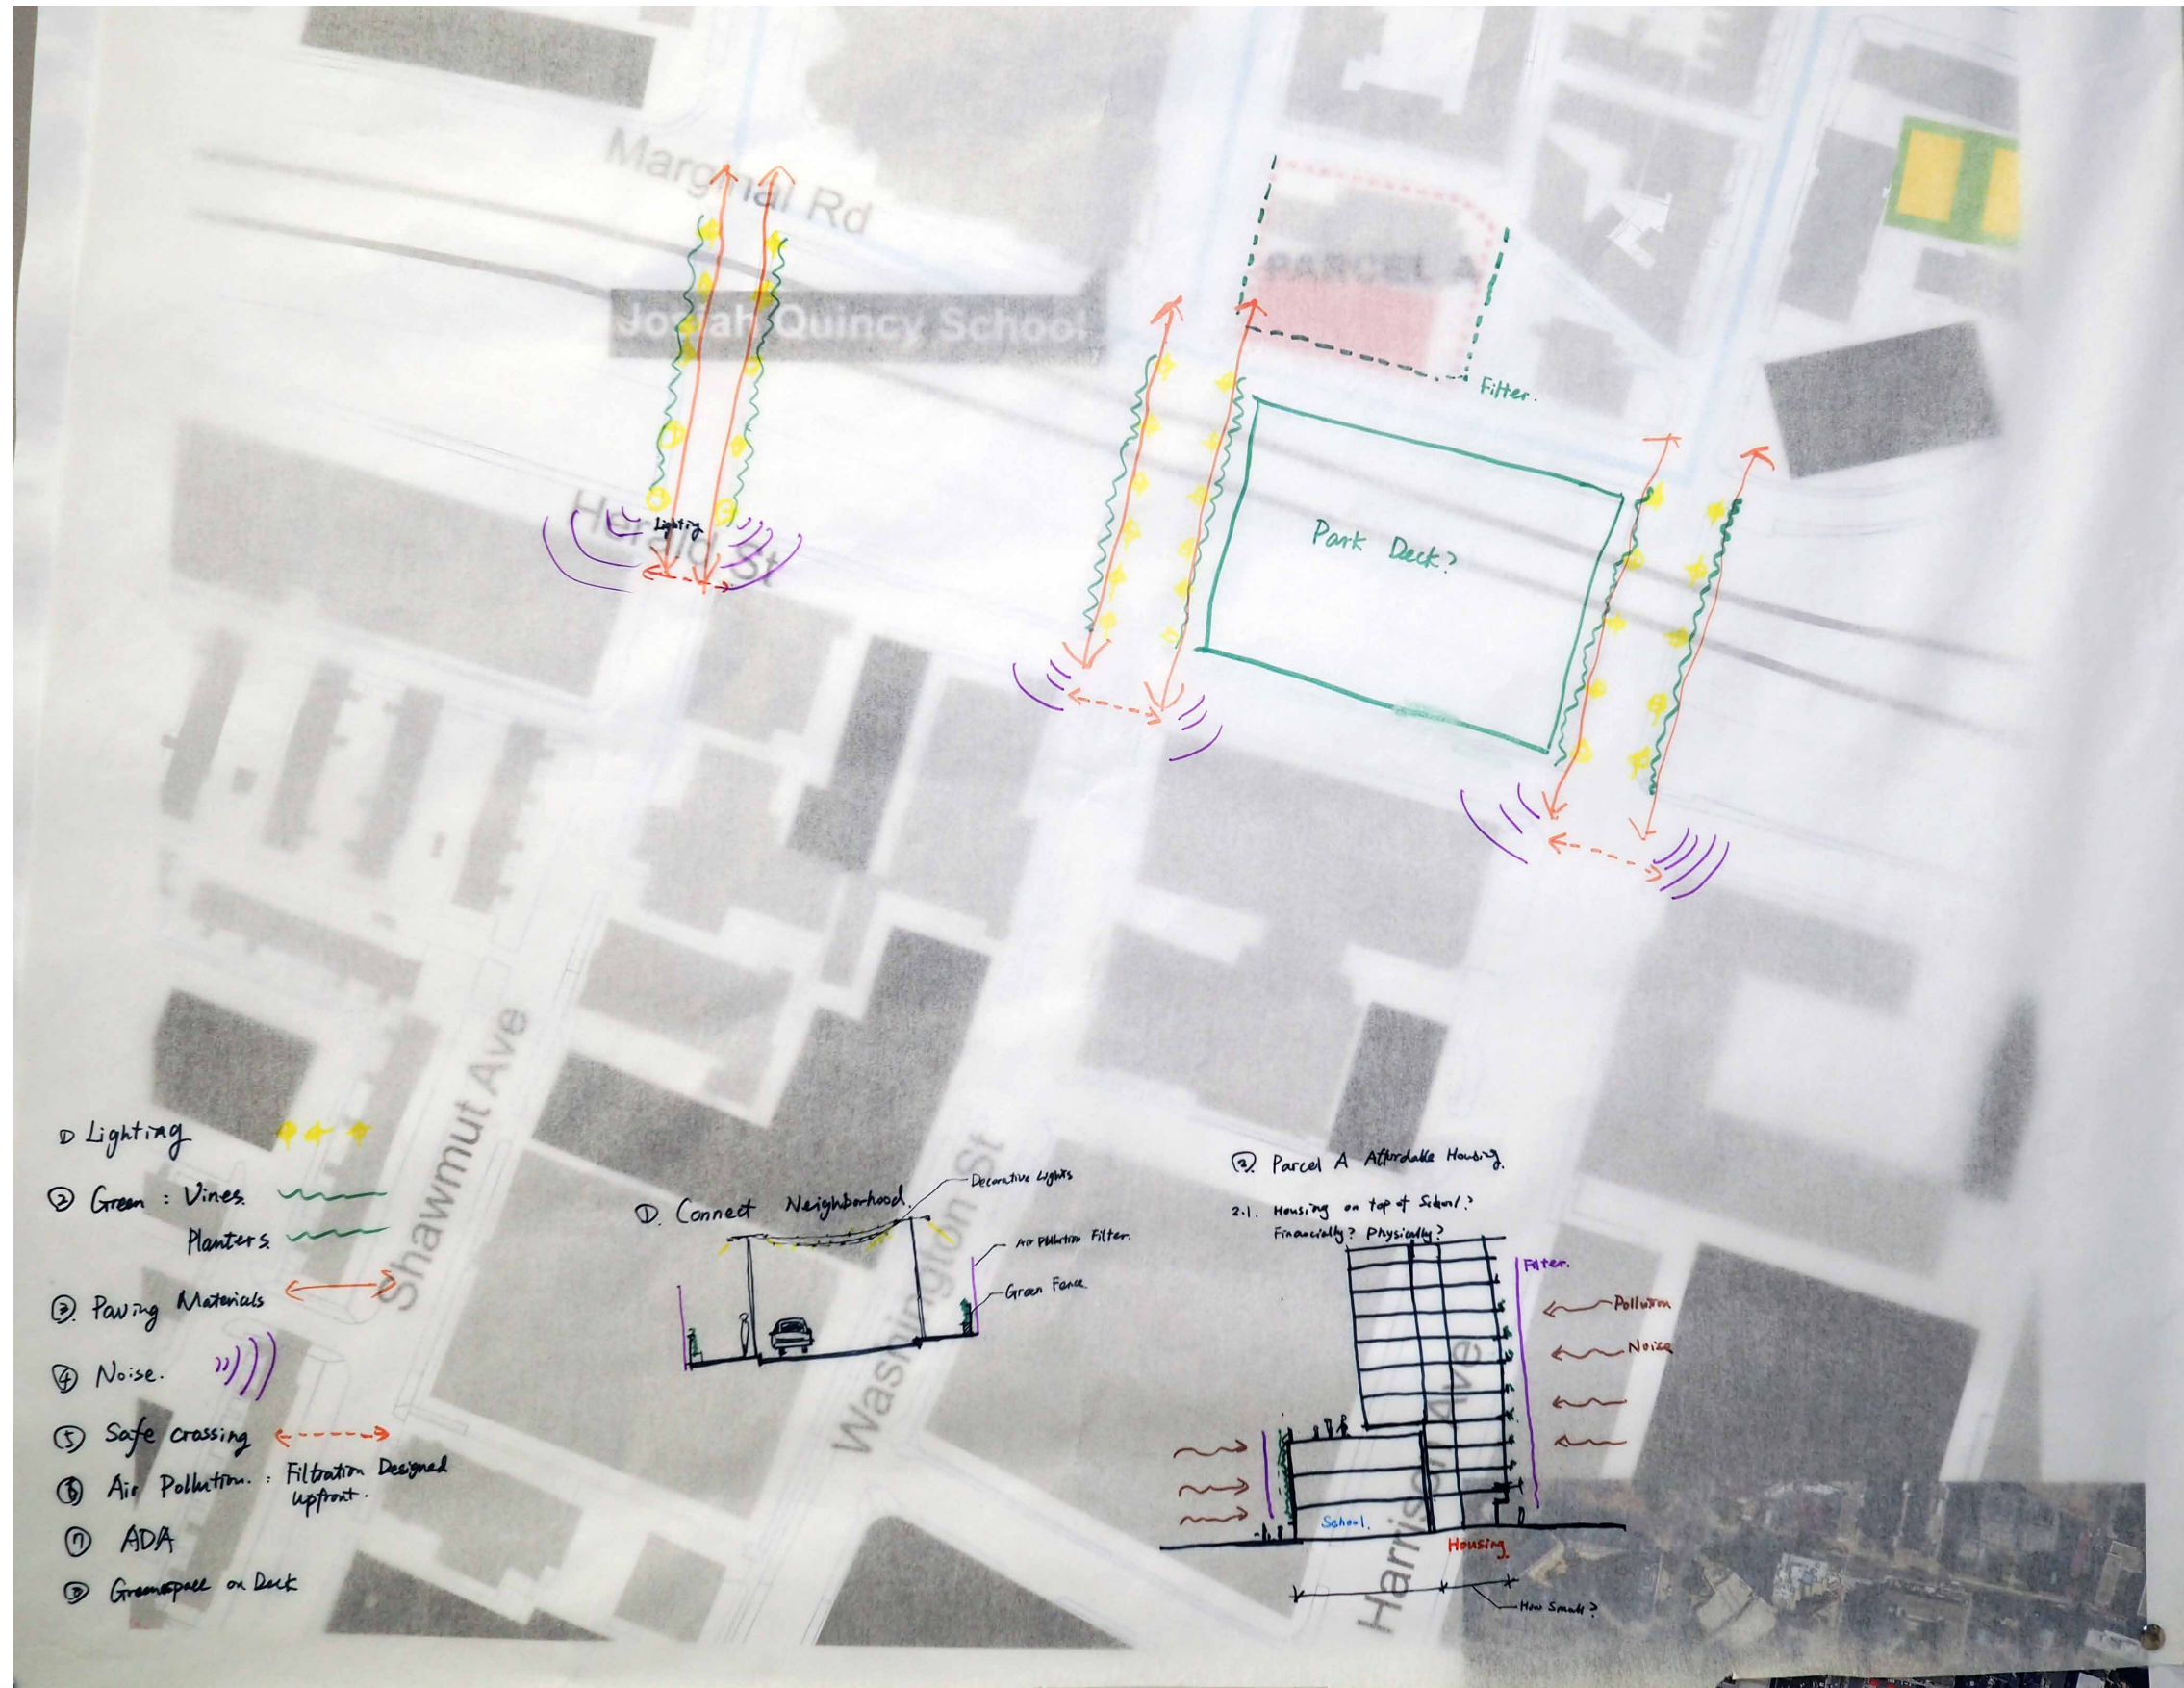 Marginal Rd
Josiah Quincy School
PARCEL A
Filter.
Park Deck?
Herald St
Lighting
Shawmut Ave
Washington St
Harrison Ave
① Lighting
② Green : Vines.
Planters.
③. Paving Materials
④ Noise.
⑤ Safe crossing
⑥ Air Pollution. : Filtration Designed
upfront.
⑦ ADA
⑧ Greenspace on Deck
①. Connect Neighborhood.
Decorative Lights
Air Pollution Filter.
Green Fence
②. Parcel A Affordable Housing.
2.1. Housing on top of School?
Financially? Physically?
Filter.
Pollution
Noise
School.
Housing
How Small?